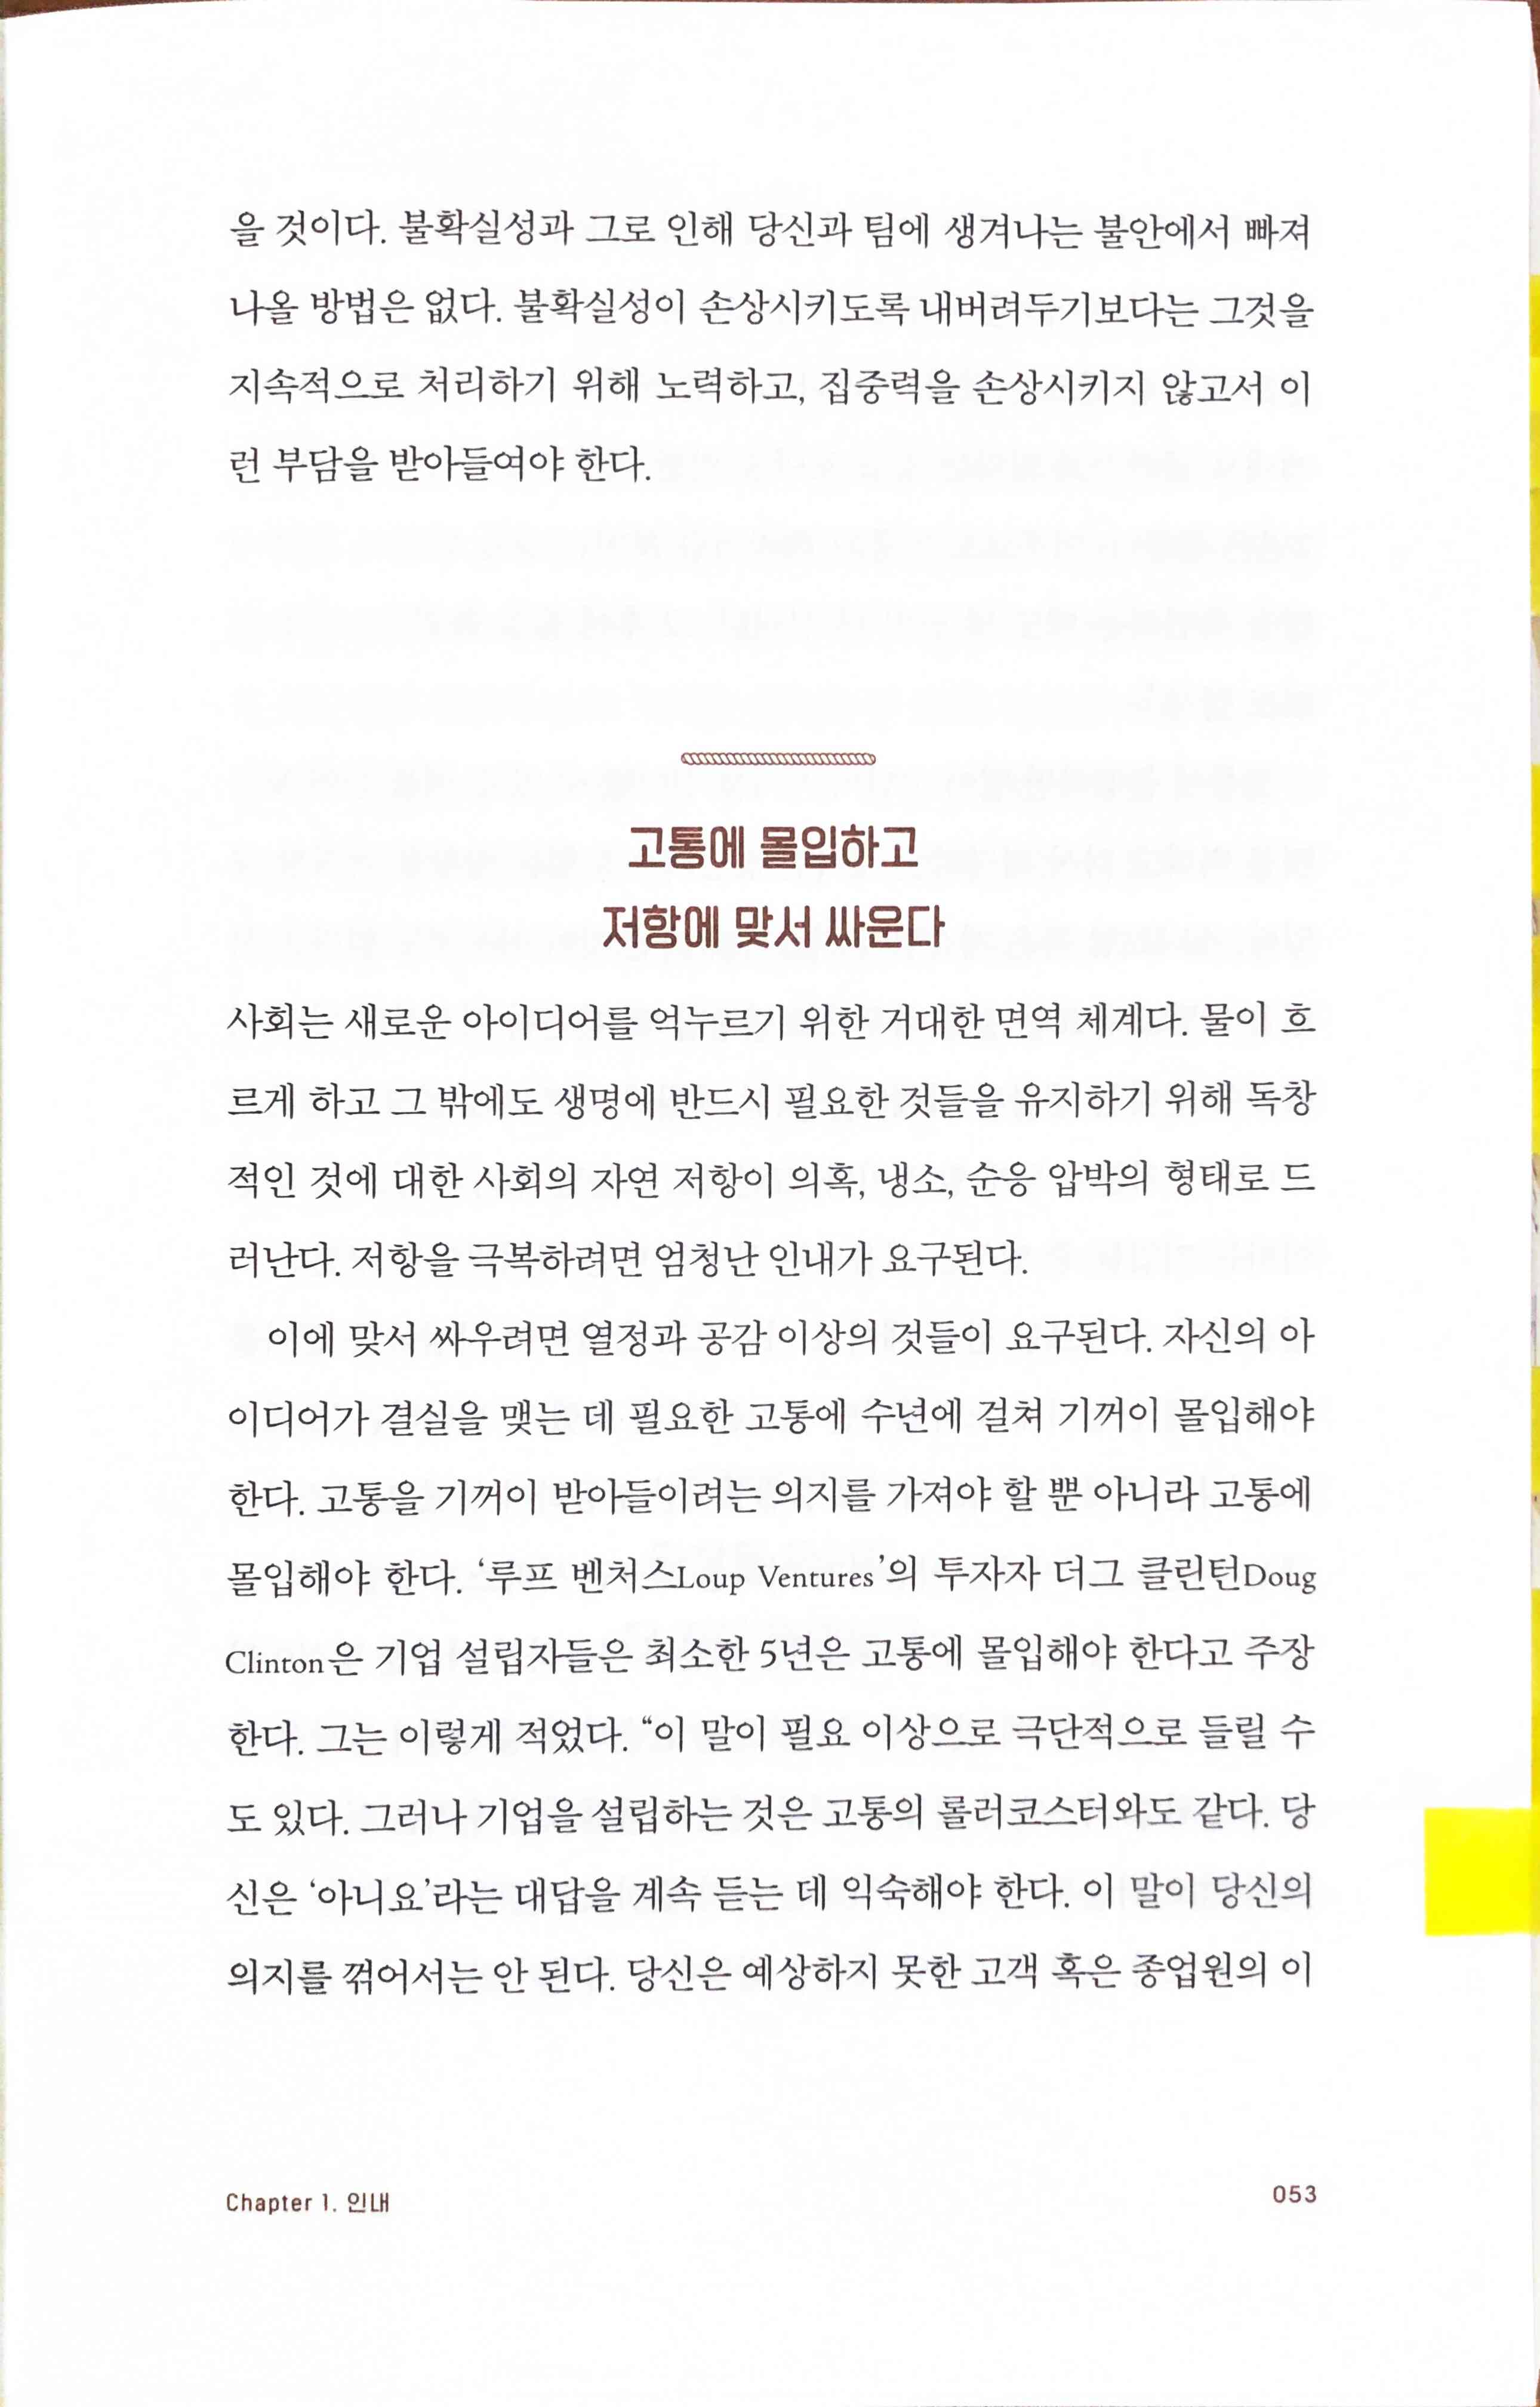 을 것이다. 불확실성과 그로 인해 당신과 팀에 생겨나는 불안에서 빠져
나올 방법은 없다. 불확실성이 손상시키도록 내버려두기보다는 그것을
지속적으로 처리하기 위해 노력하고, 집중력을 손상시키지 않고서 이
런 부담을 받아들여야 한다.
고통에 몰입하고
저항에 맞서 싸운다
사회는 새로운 아이디어를 억누르기 위한 거대한 면역 체계다. 물이 흐
르게 하고 그 밖에도 생명에 반드시 필요한 것들을 유지하기 위해 독창
적인 것에 대한 사회의 자연 저항이 의혹, 냉소, 순응 압박의 형태로 드
러난다. 저항을 극복하려면 엄청난 인내가 요구된다.
이에 맞서 싸우려면 열정과 공감 이상의 것들이 요구된다. 자신의 아
이디어가 결실을 맺는 데 필요한 고통에 수년에 걸쳐 기꺼이 몰입해야
한다. 고통을 기꺼이 받아들이려는 의지를 가져야 할 뿐 아니라 고통에
몰입해야 한다. ‘루프 벤처스Loup Ventures’의 투자자 더그 클린턴Doug
Clinton은 기업 설립자들은 최소한 5년은 고통에 몰입해야 한다고 주장
한다. 그는 이렇게 적었다. “이 말이 필요 이상으로 극단적으로 들릴 수
도 있다. 그러나 기업을 설립하는 것은 고통의 롤러코스터와도 같다. 당
신은 ‘아니요’라는 대답을 계속 듣는 데 익숙해야 한다. 이 말이 당신의
의지를 꺾어서는 안 된다. 당신은 예상하지 못한 고객 혹은 종업원의 이
Chapter 1. 인내
053